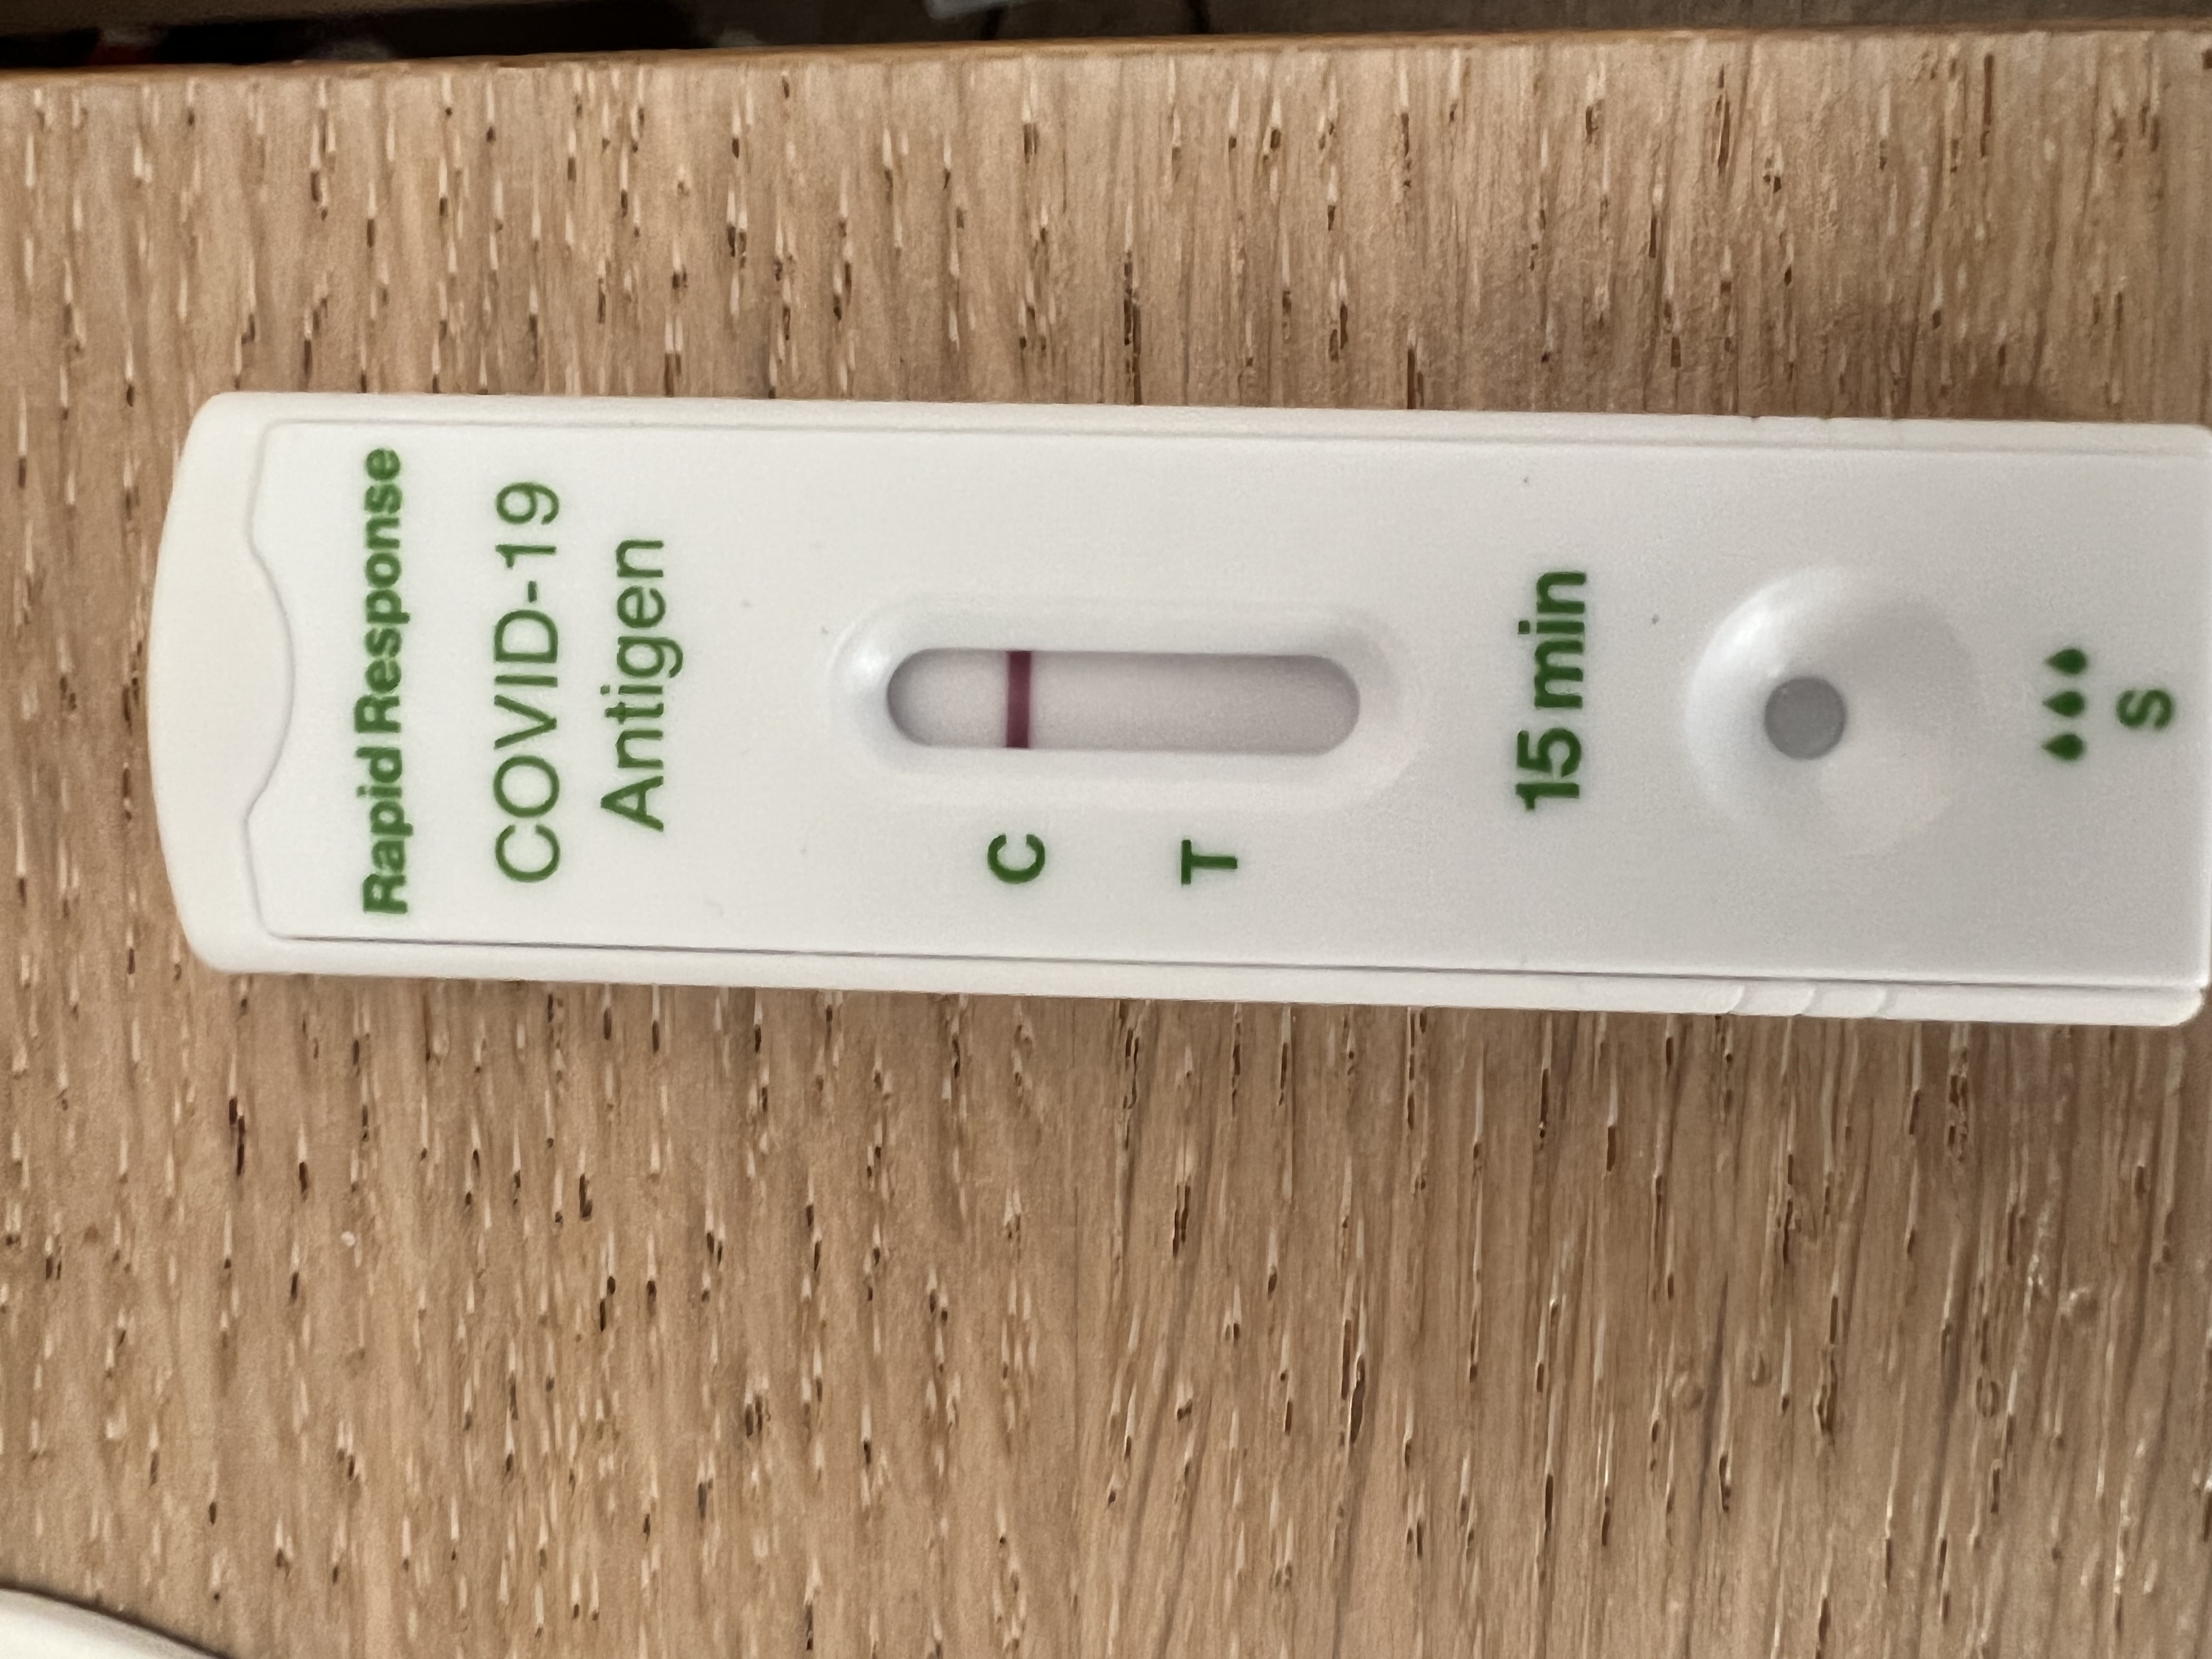 Rapid Response
COVID-19
Antigen
C
T
15 min
S